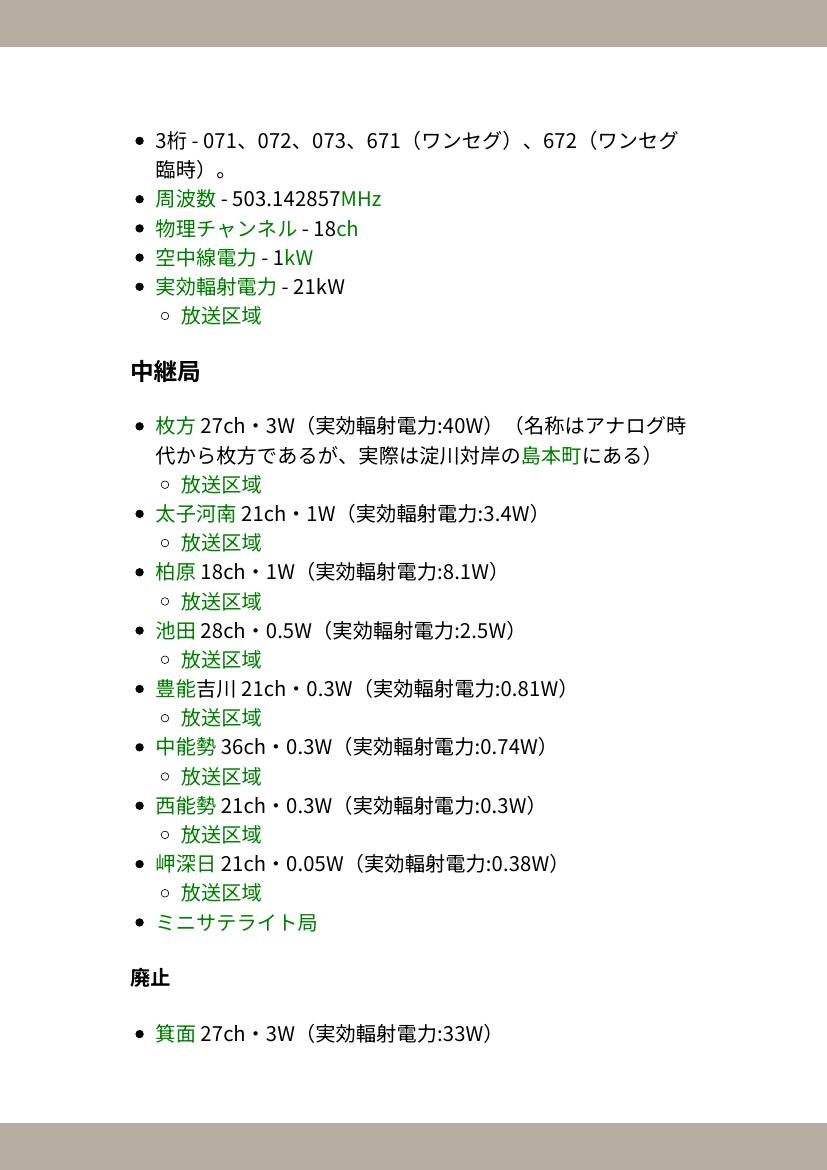 3桁 - 071、072、073、671（ワンセグ）、672（ワンセグ
臨時）。
周波数 - 503.142857MHz
物理チャンネル - 18ch
空中線電力 - 1kW
実効輻射電力 - 21kW
放送区域
中継局
枚方 27ch・3W（実効輻射電力:40W）（名称はアナログ時
代から枚方であるが、実際は淀川対岸の島本町にある）
放送区域
太子河南 21ch・1W（実効輻射電力:3.4W）
放送区域
柏原 18ch・1W（実効輻射電力:8.1W）
放送区域
池田 28ch・0.5W（実効輻射電力:2.5W）
放送区域
豊能吉川 21ch・0.3W（実効輻射電力:0.81W）
放送区域
中能勢 36ch・0.3W（実効輻射電力:0.74W）
放送区域
西能勢 21ch・0.3W（実効輻射電力:0.3W）
放送区域
岬深日 21ch・0.05W（実効輻射電力:0.38W）
放送区域
ミニサテライト局
廃止
箕面 27ch・3W（実効輻射電力:33W）